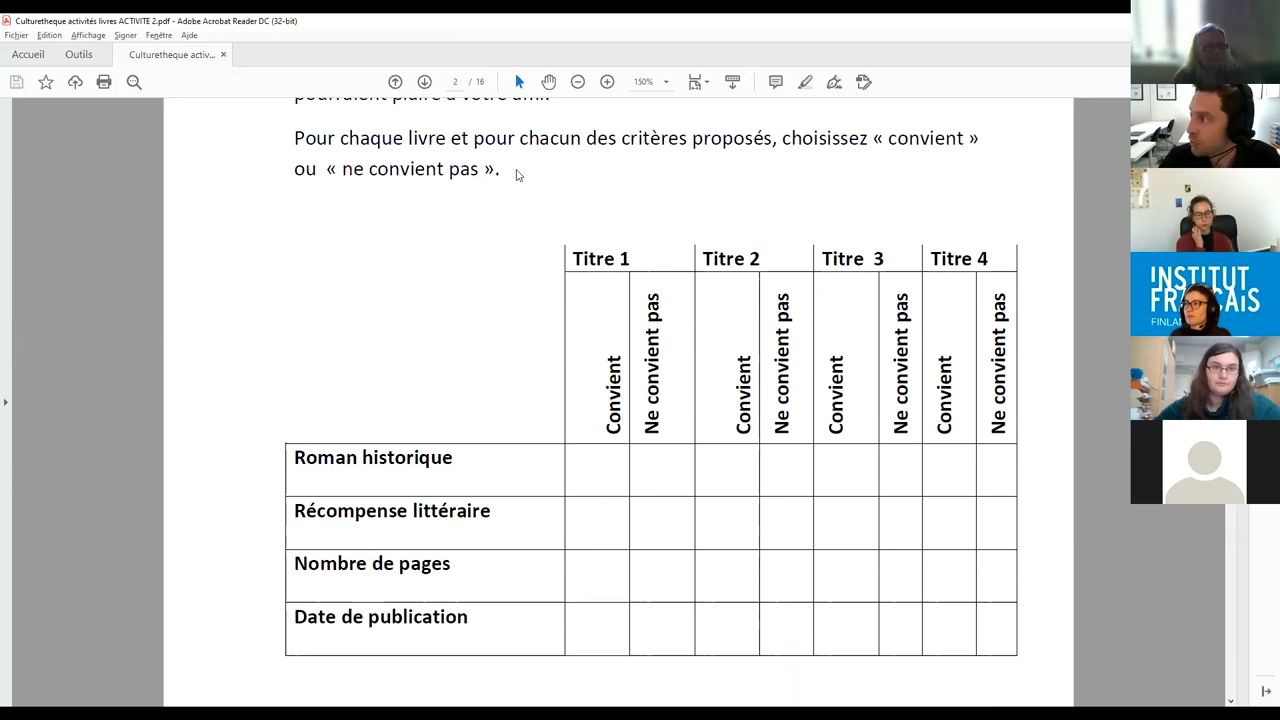 Culturetheque activités livres ACTIVITE 2.pdf - Adobe Acrobat Reader DC (32-bit)
Fichier Edition Affichage Signer Fenêtre Aide
Accueil Outils Culturetheque activ... ×
2 / 16 150%
pourraient plaire à votre ami.
Pour chaque livre et pour chacun des critères proposés, choisissez « convient »
ou « ne convient pas ».
Titre 1 Titre 2 Titre 3 Titre 4
Convient Ne convient pas Convient Ne convient pas Convient Ne convient pas Convient Ne convient pas
Roman historique
Récompense littéraire
Nombre de pages
Date de publication
INSTITUT
FRANÇAIS